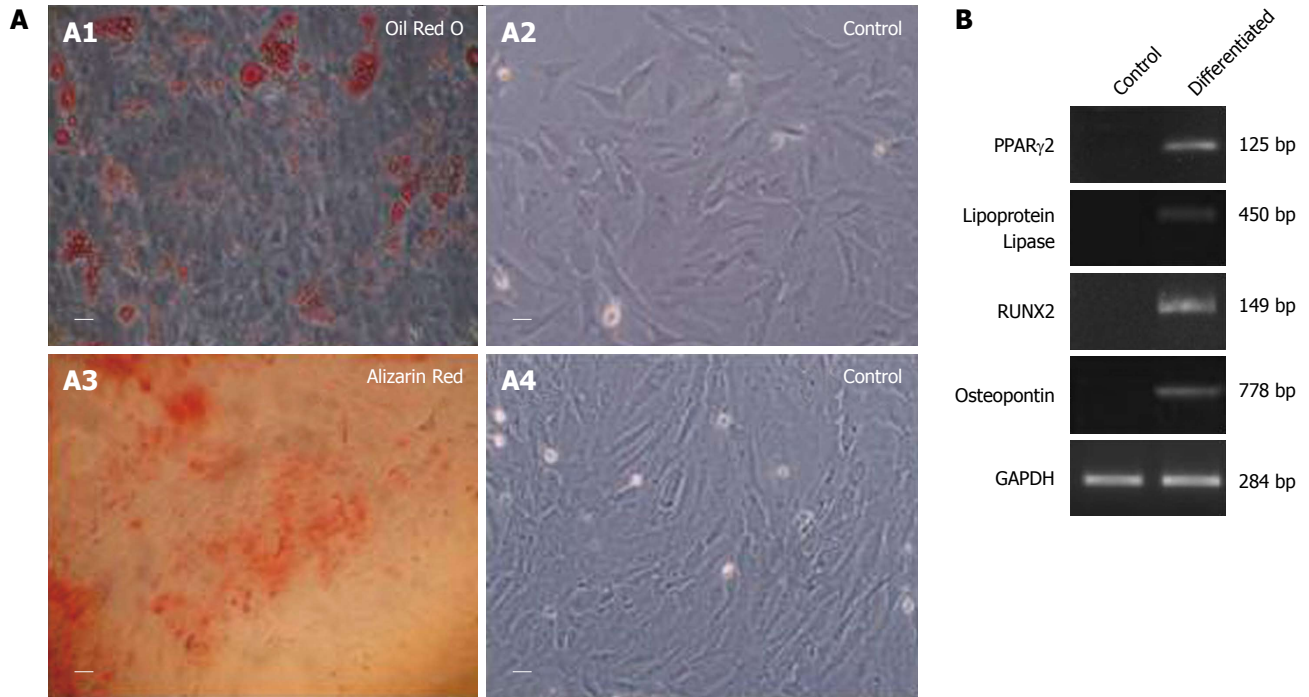 A
A1
Oil Red O
A2
Control
A3
Alizarin Red
A4
Control
B
Control
Differentiated
PPARγ2
125 bp
Lipoprotein
Lipase
450 bp
RUNX2
149 bp
Osteopontin
778 bp
GAPDH
284 bp